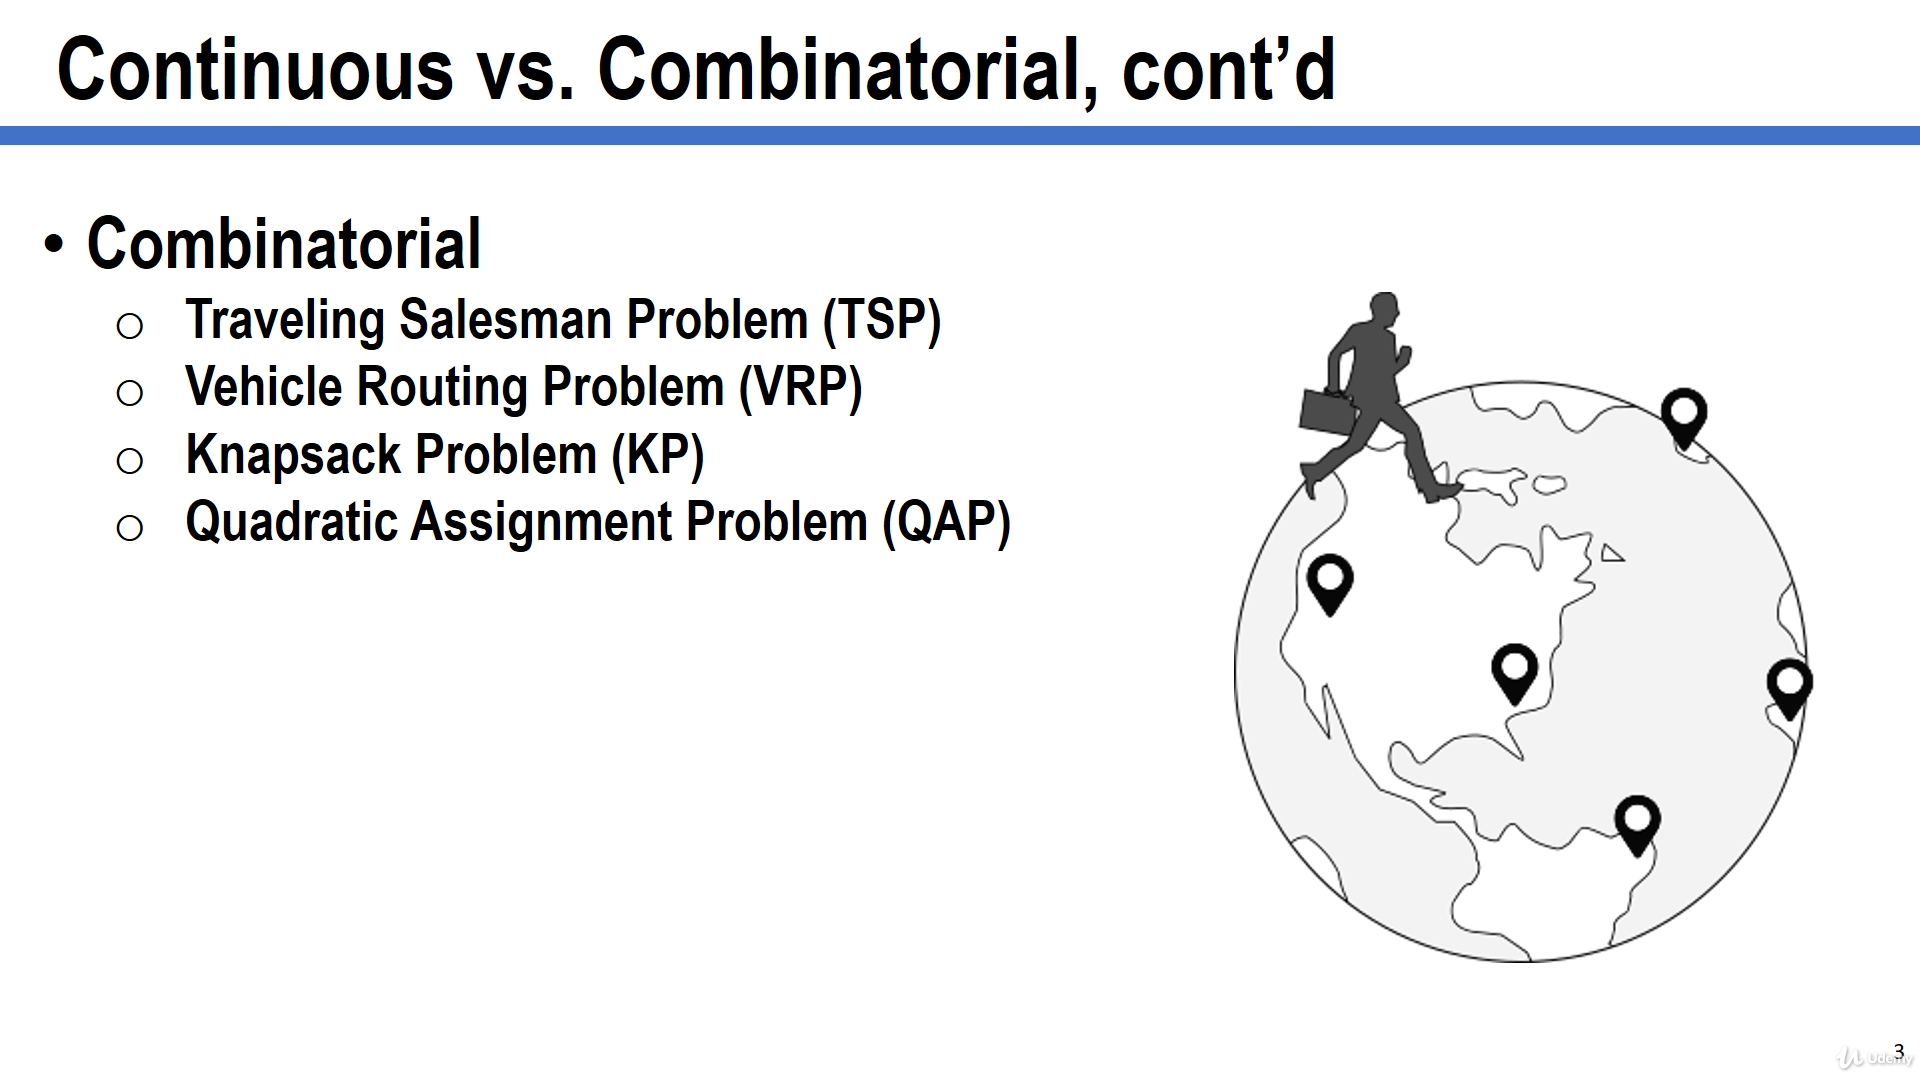 Continuous vs. Combinatorial, cont’d
• Combinatorial
o Traveling Salesman Problem (TSP)
o Vehicle Routing Problem (VRP)
o Knapsack Problem (KP)
o Quadratic Assignment Problem (QAP)
3
Udemy